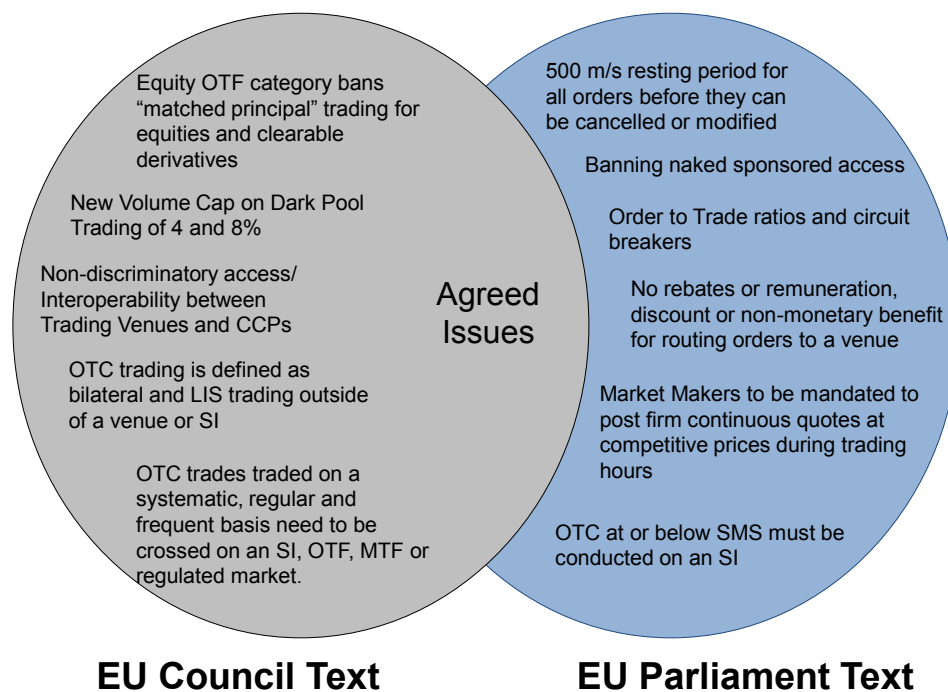 Equity OTF category bans
“matched principal” trading for
equities and clearable
derivatives
New Volume Cap on Dark Pool
Trading of 4 and 8%
Non-discriminatory access/
Interoperability between
Trading Venues and CCPs
OTC trading is defined as
bilateral and LIS trading outside
of a venue or SI
OTC trades traded on a
systematic, regular and
frequent basis need to be
crossed on an SI, OTF, MTF or
regulated market.
Agreed
Issues
500 m/s resting period for
all orders before they can
be cancelled or modified
Banning naked sponsored access
Order to Trade ratios and circuit
breakers
No rebates or remuneration,
discount or non-monetary benefit
for routing orders to a venue
Market Makers to be mandated to
post firm continuous quotes at
competitive prices during trading
hours
OTC at or below SMS must be
conducted on an SI
EU Council Text
EU Parliament Text